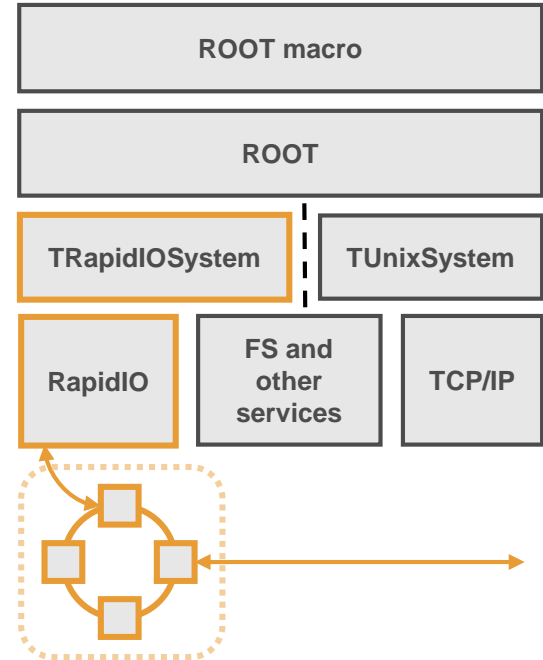 ROOT macro
ROOT
TRapidIOSystem
TUnixSystem
RapidIO
FS and
other
services
TCP/IP